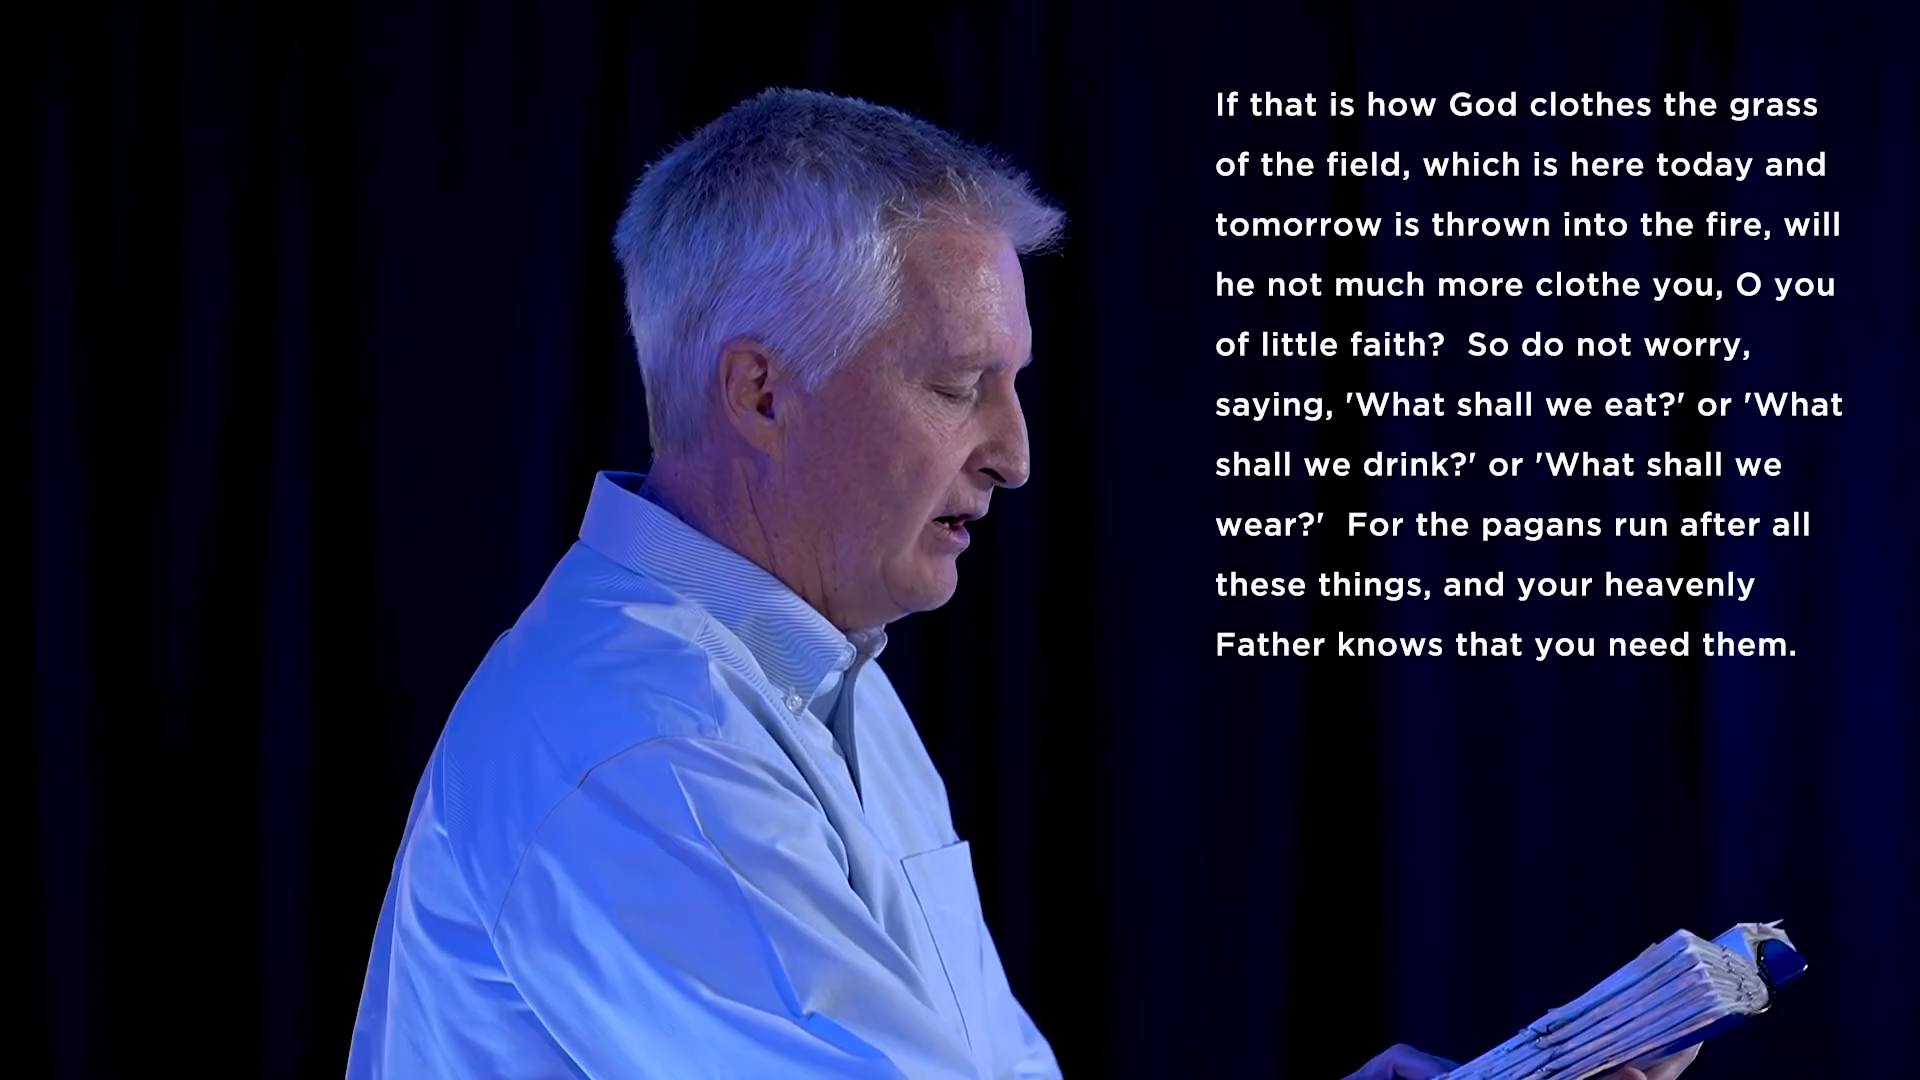 If that is how God clothes the grass
of the field, which is here today and
tomorrow is thrown into the fire, will
he not much more clothe you, O you
of little faith?  So do not worry,
saying, 'What shall we eat?' or 'What
shall we drink?' or 'What shall we
wear?'  For the pagans run after all
these things, and your heavenly
Father knows that you need them.